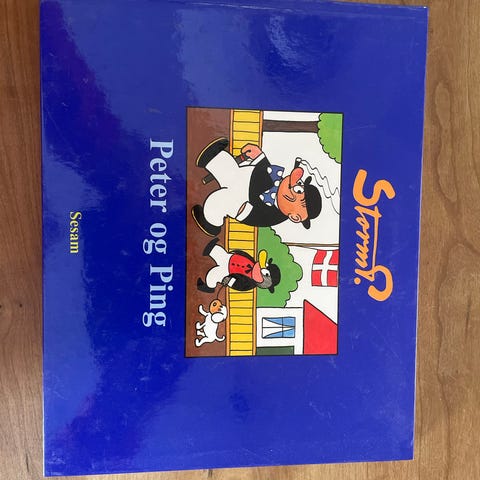 Storm P.
Peter og Ping
Sesam